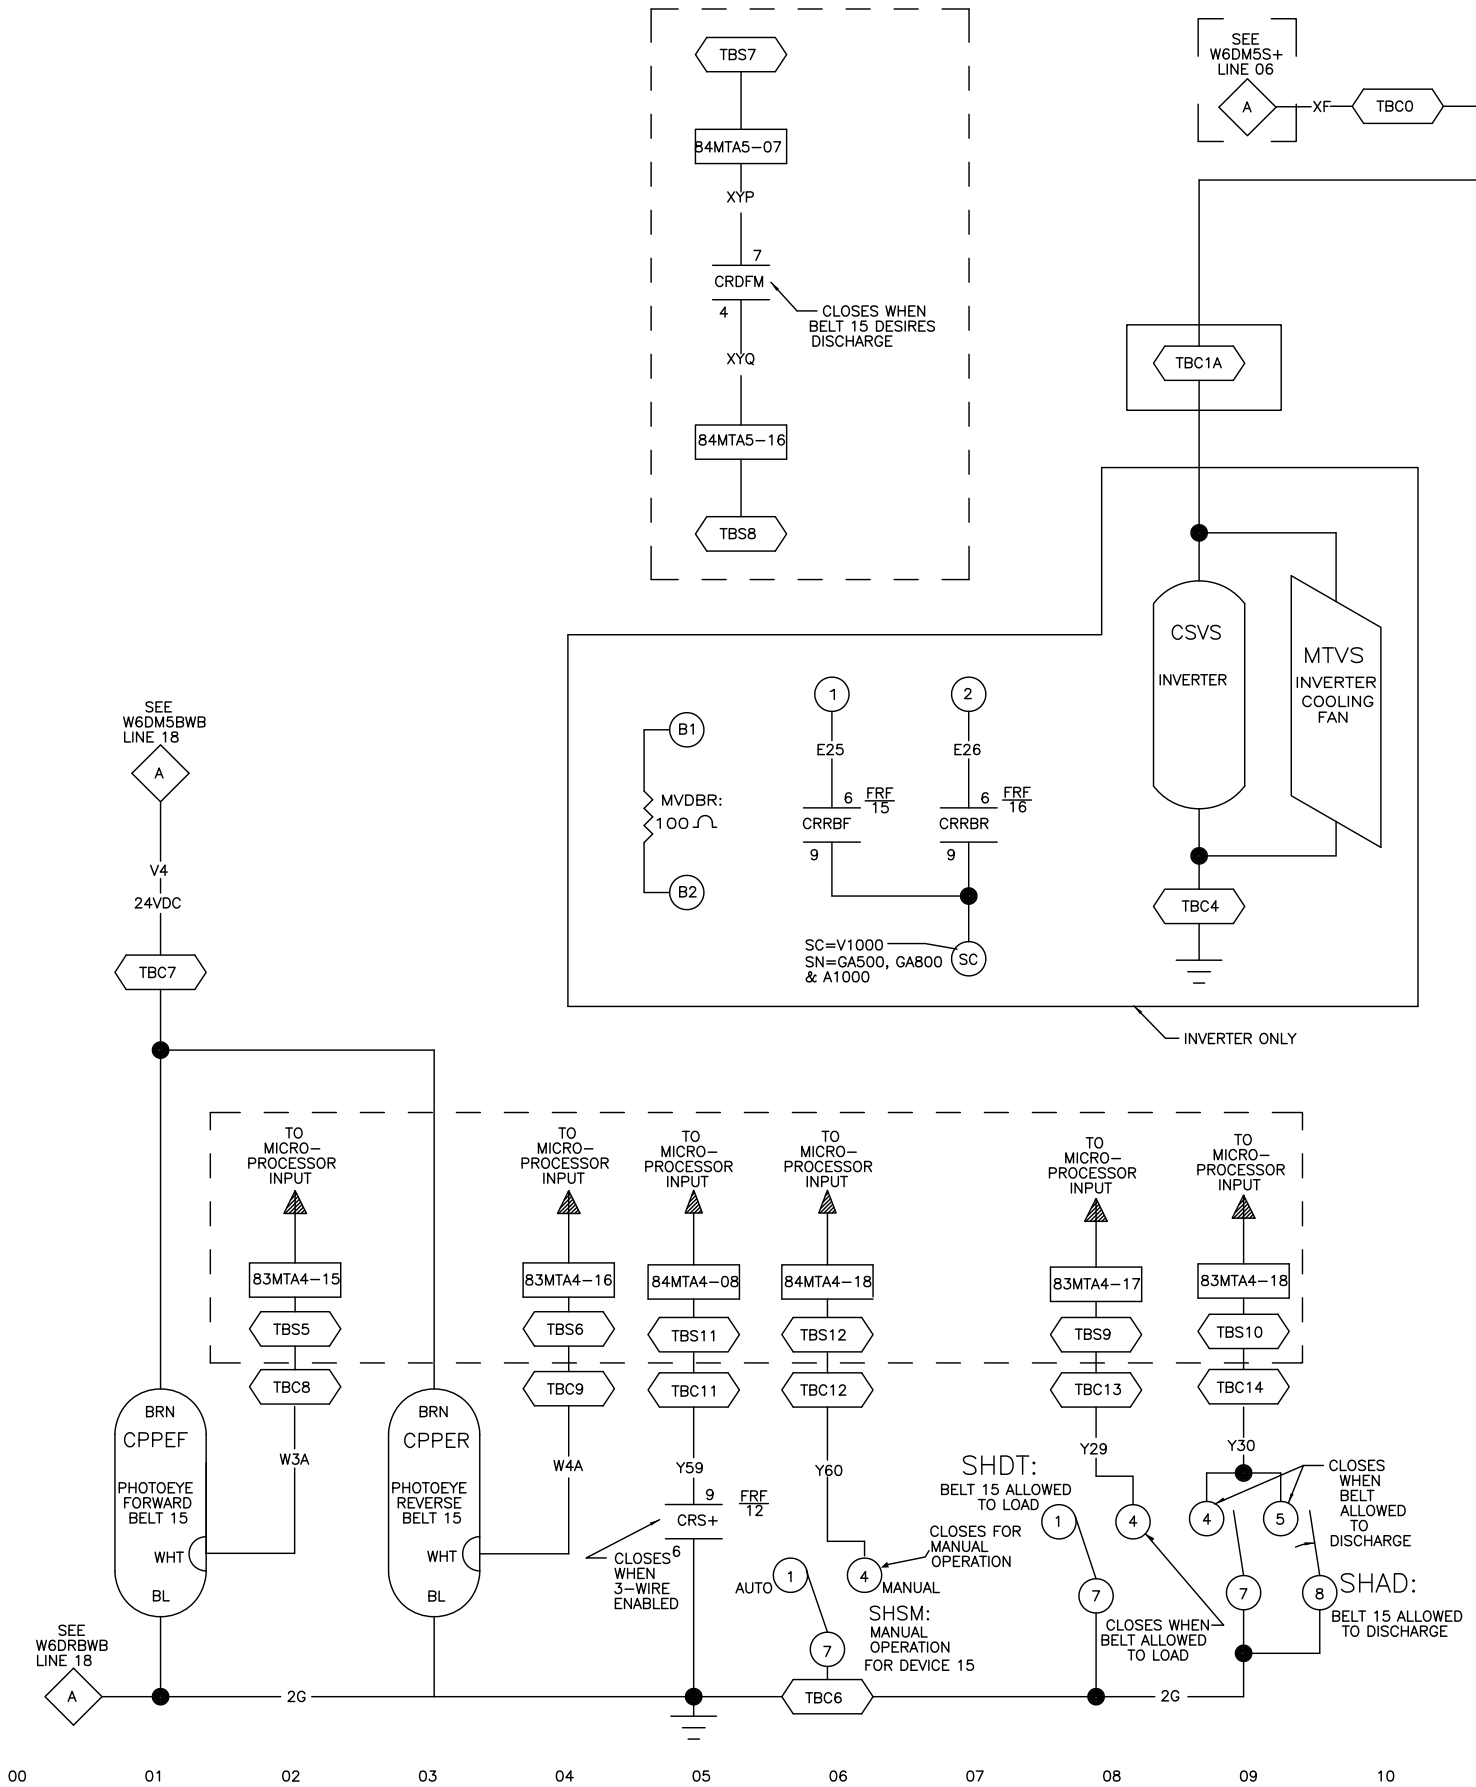 TBS7
84MTA5-07
XYP
7
CRDFM
4
CLOSES WHEN
BELT 15 DESIRES
DISCHARGE
XYQ
84MTA5-16
TBS8
SEE
W6DM5S+
LINE 06
A
XF
TBC0
TBC1A
CSVS
INVERTER
MTVS
INVERTER
COOLING
FAN
TBC4
B1
MVDBR:
100
B2
1
E25
6
FRF
15
CRRBF
9
2
E26
6
FRF
16
CRRBR
9
SC=V1000
SN=GA500, GA800
& A1000
SC
INVERTER ONLY
SEE
W6DM5BWB
LINE 18
A
V4
24VDC
TBC7
TO
MICRO-
PROCESSOR
INPUT
83MTA4-15
TBS5
TBC8
W3A
TO
MICRO-
PROCESSOR
INPUT
83MTA4-16
TBS6
TBC9
W4A
TO
MICRO-
PROCESSOR
INPUT
84MTA4-08
TBS11
TBC11
Y59
9
FRF
12
CRS+
6
CLOSES
WHEN
3-WIRE
ENABLED
TO
MICRO-
PROCESSOR
INPUT
84MTA4-18
TBS12
TBC12
Y60
CLOSES FOR
MANUAL
OPERATION
AUTO
1
4
MANUAL
SHSM:
MANUAL
OPERATION
FOR DEVICE 15
7
TBC6
TO
MICRO-
PROCESSOR
INPUT
83MTA4-17
TBS9
TBC13
Y29
SHDT:
BELT 15 ALLOWED
TO LOAD
1
4
7
CLOSES WHEN
BELT ALLOWED
TO LOAD
TO
MICRO-
PROCESSOR
INPUT
83MTA4-18
TBS10
TBC14
Y30
CLOSES
WHEN
BELT
ALLOWED
TO
DISCHARGE
4
5
7
8
SHAD:
BELT 15 ALLOWED
TO DISCHARGE
BRN
CPPEF
PHOTOEYE
FORWARD
BELT 15
WHT
BL
BRN
CPPER
PHOTOEYE
REVERSE
BELT 15
WHT
BL
SEE
W6DRBWB
LINE 18
A
2G
2G
00 01 02 03 04 05 06 07 08 09 10